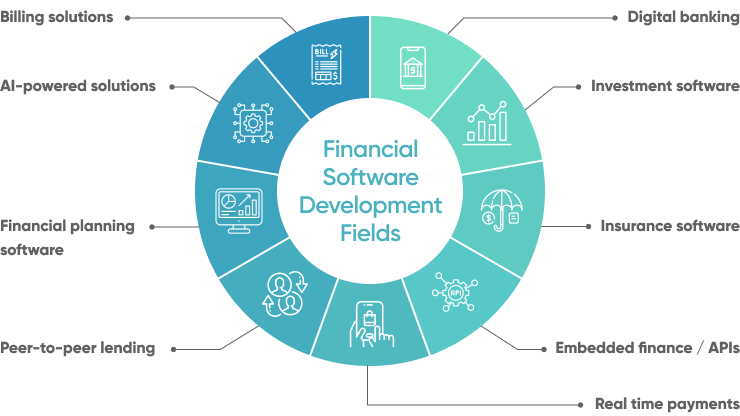 Billing solutions
Digital banking
BILL
$
$
AI-powered solutions
Investment software
Financial
Software
Development
Fields
Financial planning
software
$
Insurance software
API
Peer-to-peer lending
Embedded finance / APIs
Real time payments